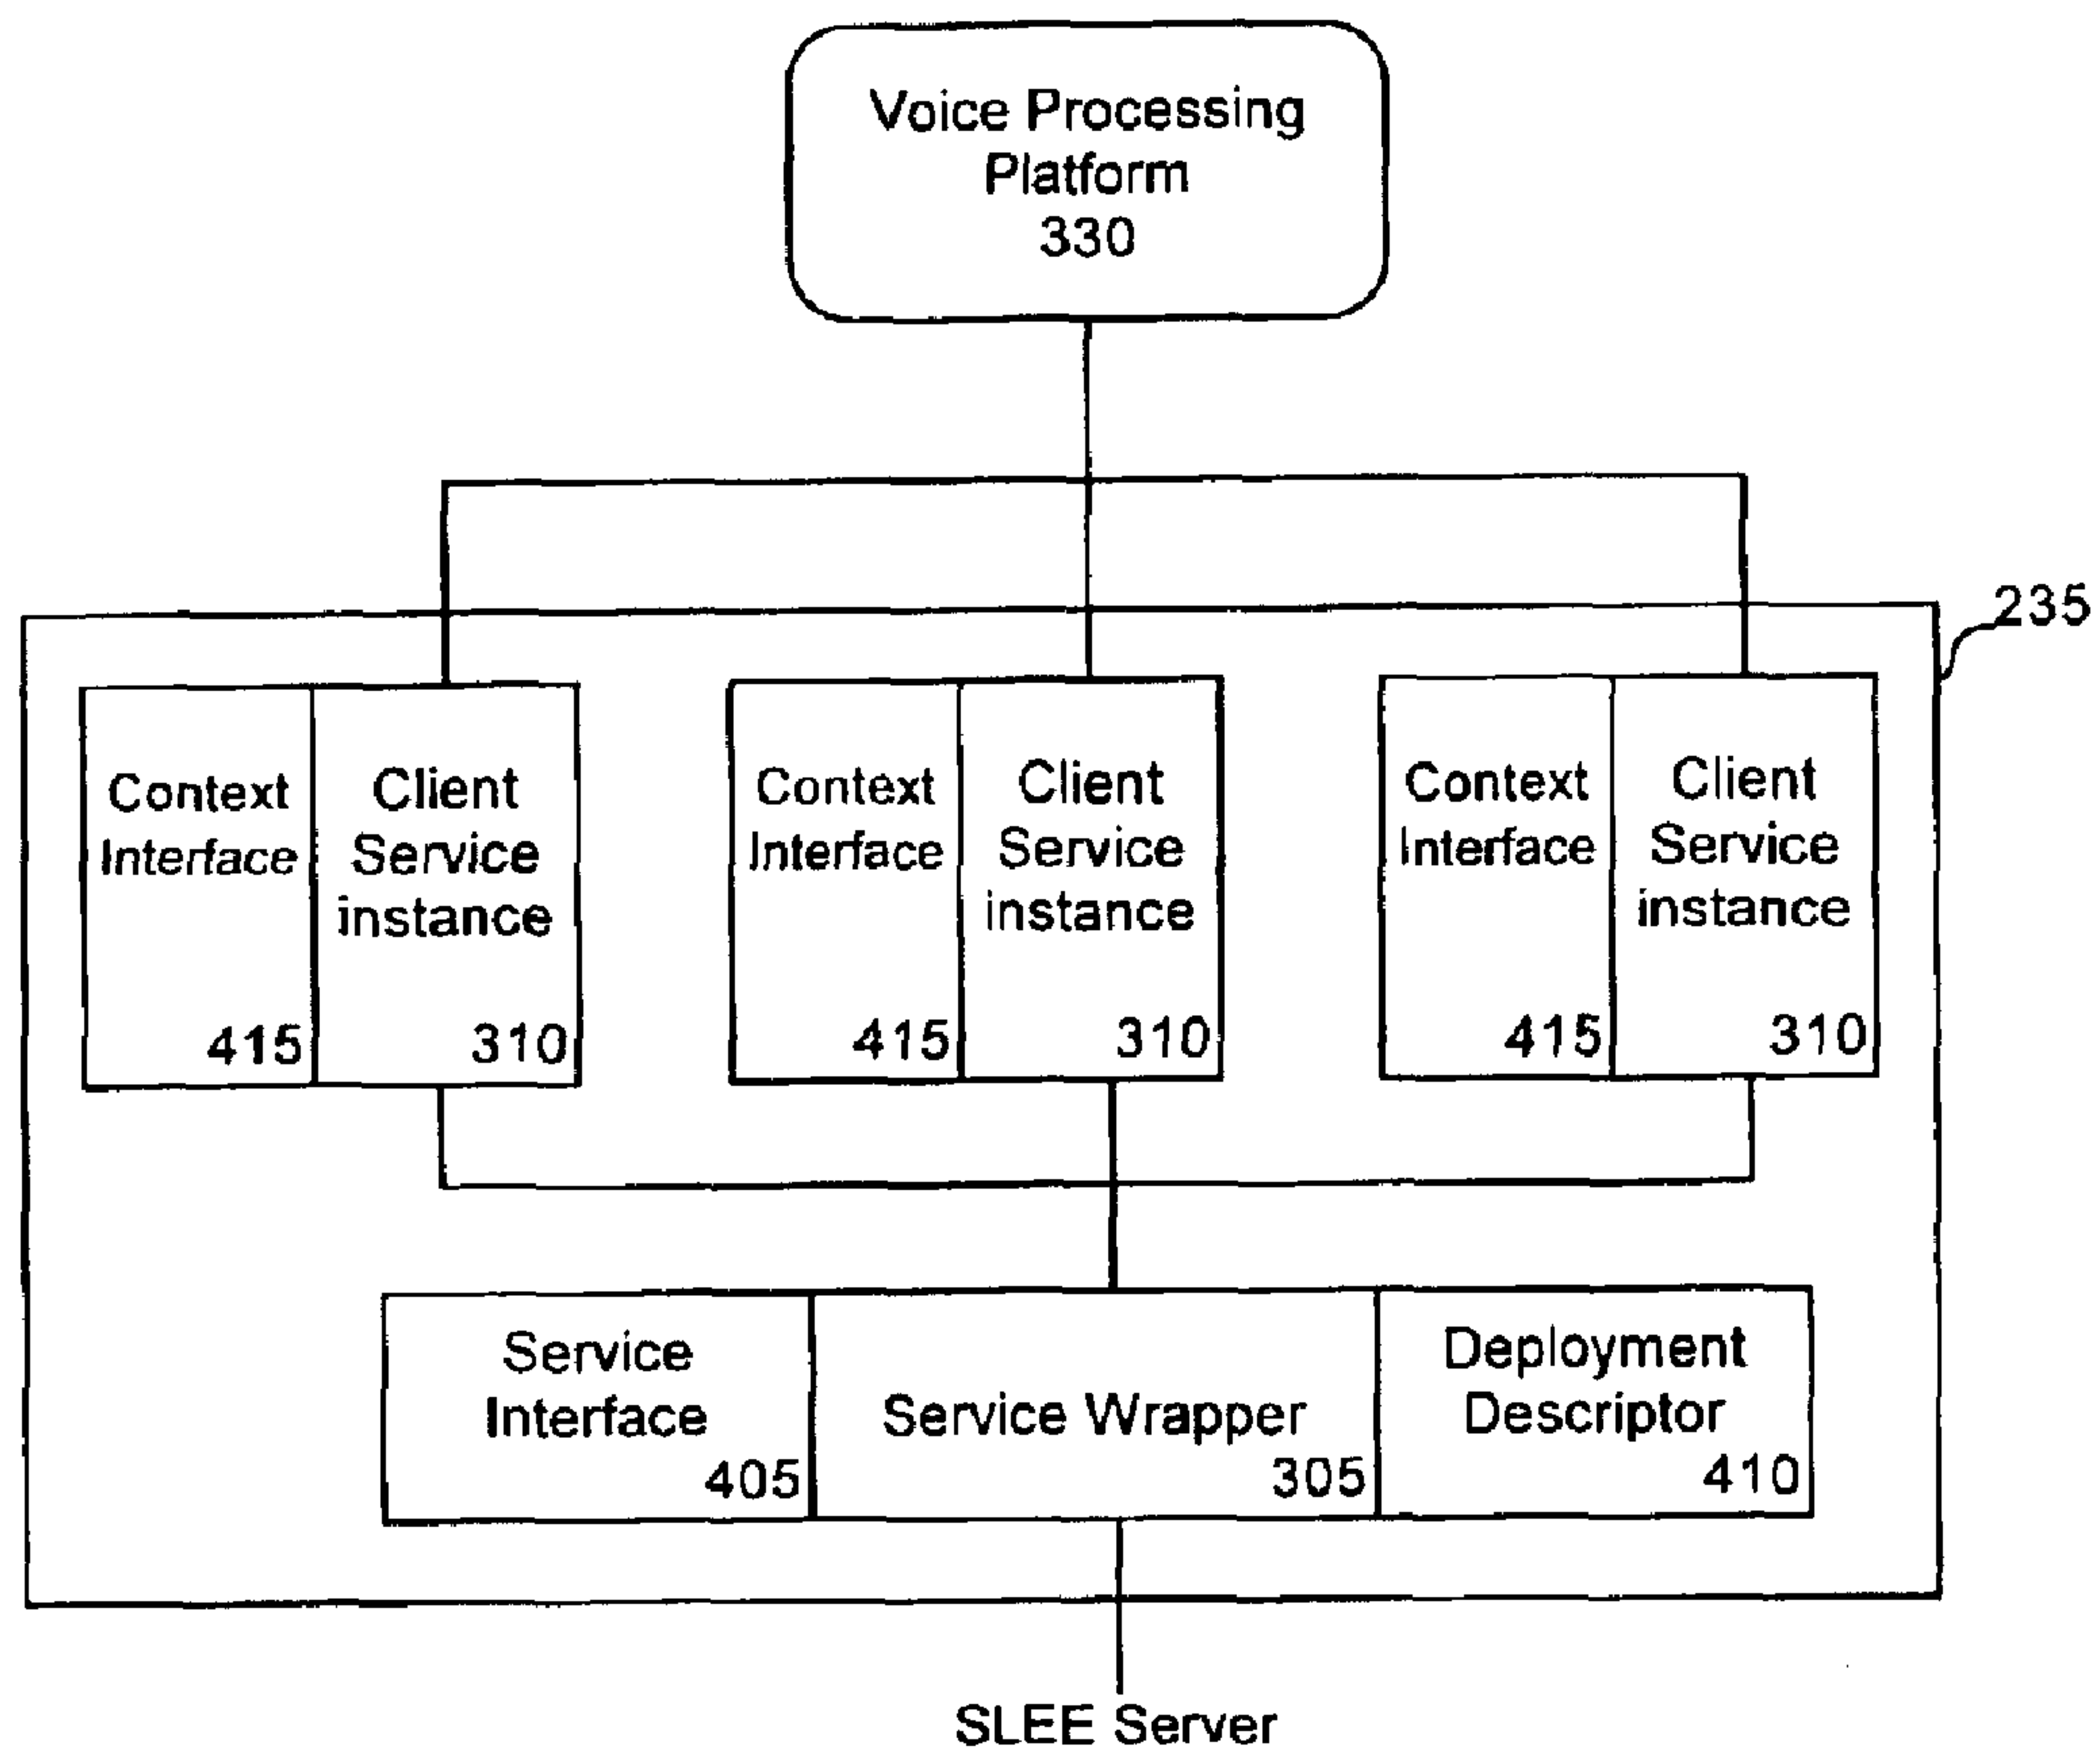 Voice Processing
Platform
330
235
Context
Interface
415
Client
Service
instance
310
Context
Interface
415
Client
Service
instance
310
Context
Interface
415
Client
Service
instance
310
Service
Interface
405
Service Wrapper
305
Deployment
Descriptor
410
SLEE Server